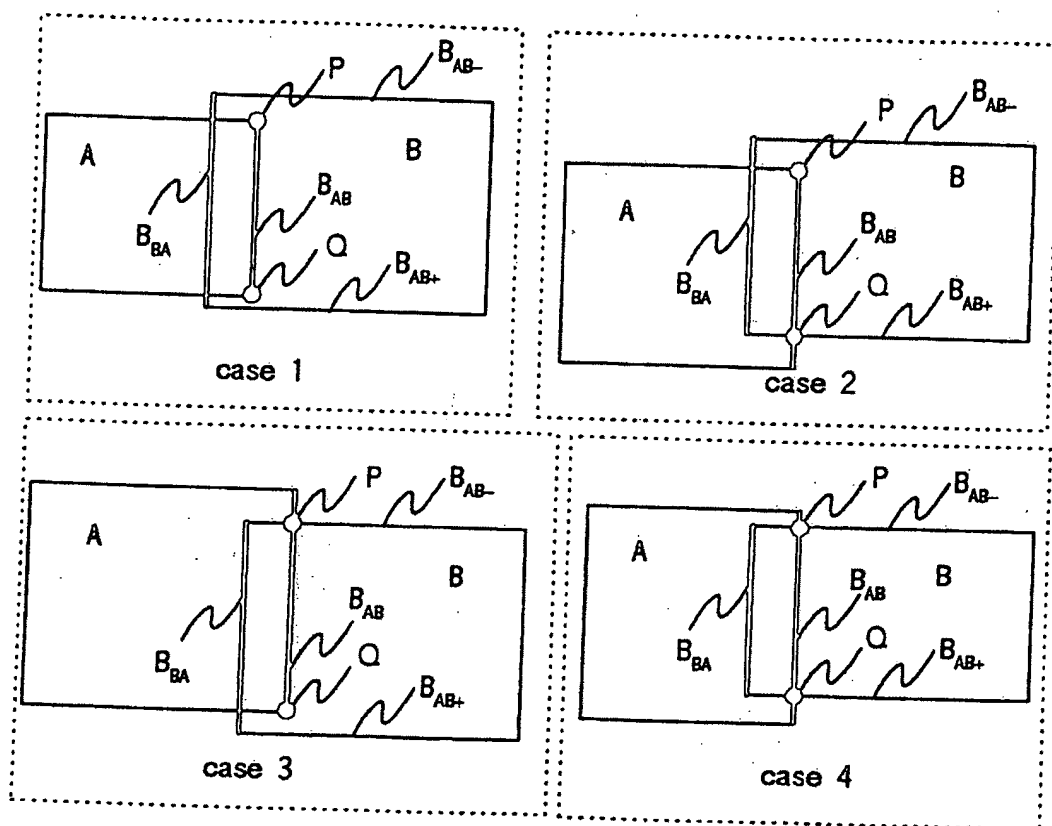 P
B_AB-
A
B
B_AB
B_BA
Q
B_AB+
case 1
P
B_AB-
A
B
B_AB
B_BA
Q
B_AB+
case 2
P
B_AB-
A
B
B_AB
B_BA
Q
B_AB+
case 3
P
B_AB-
A
B
B_AB
B_BA
Q
B_AB+
case 4